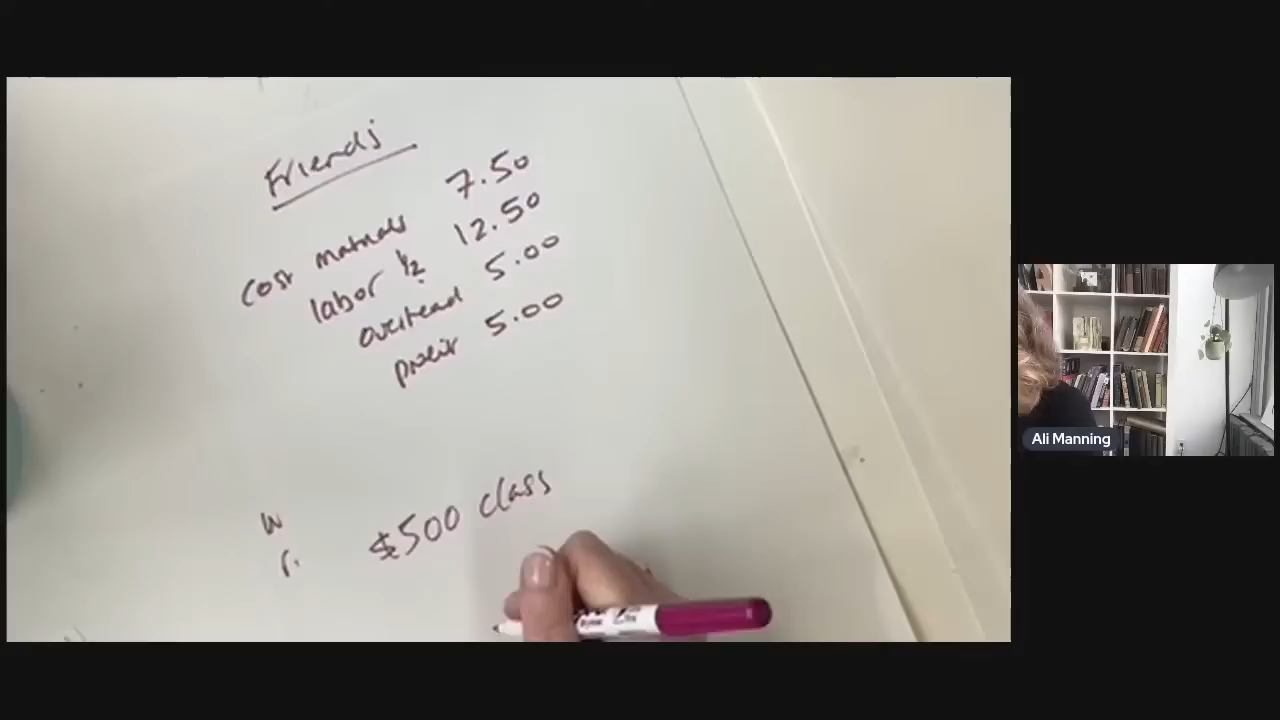 Friends
cost materials 7.50
labor 1/2 12.50
overhead 5.00
profit 5.00
W
r.
$500 class
Ali Manning